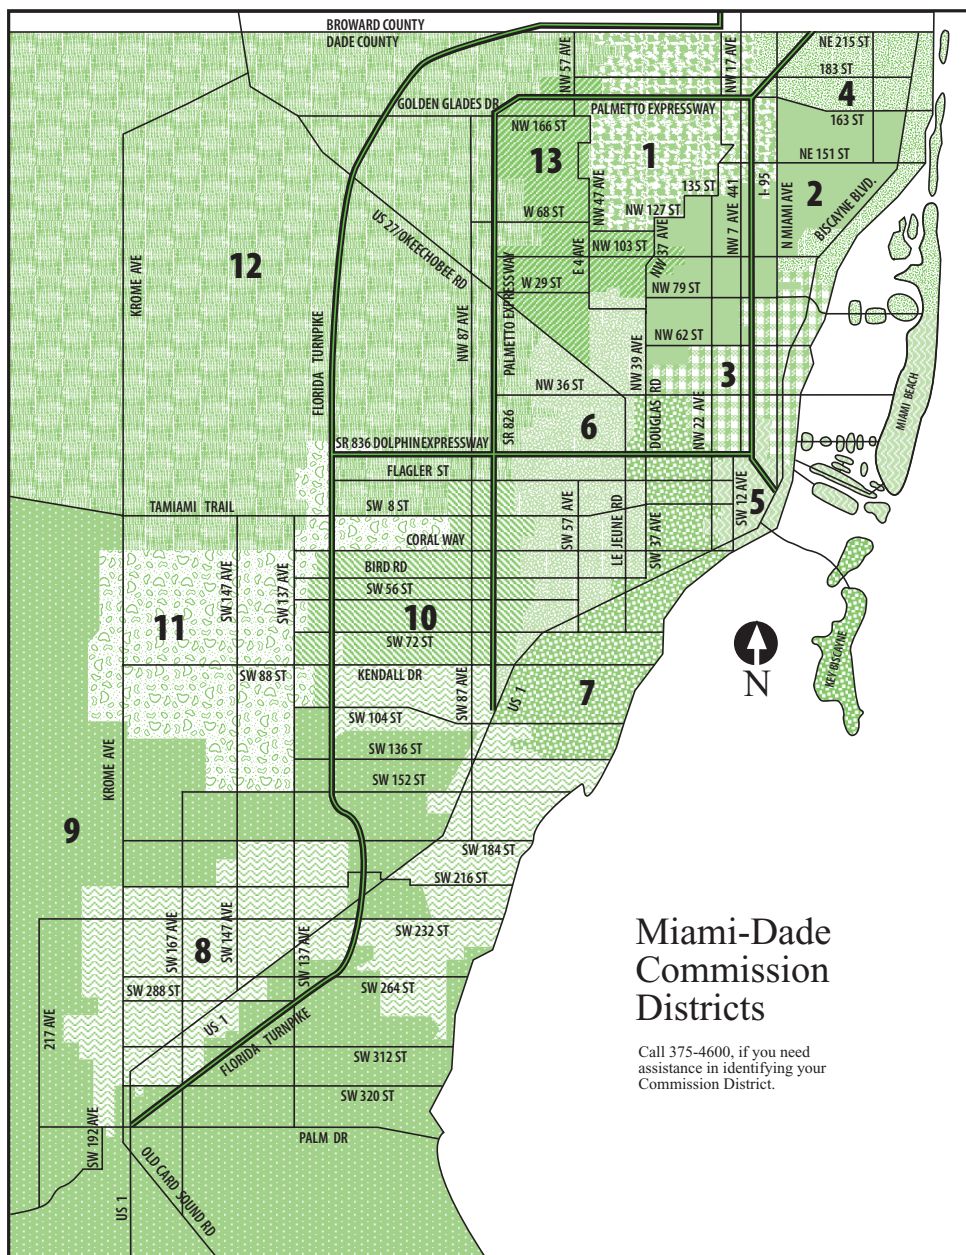 BROWARD COUNTY
DADE COUNTY
NE 215 ST
NW 57 AVE
NW 17 AVE
183 ST
4
GOLDEN GLADES DR
PALMETTO EXPRESSWAY
163 ST
NW 166 ST
13
1
I- 95
NE 151 ST
2
135 ST
NW 47 AVE
NW 127 ST
NW 7 AVE 441
N MIAMI AVE
BISCAYNE BLVD.
W 68 ST
US 27/OKEECHOBEE RD
12
KROME AVE
E 4 AVE
NW 103 ST
NW 37 AVE
PALMETTO EXPRESSWAY
W 29 ST
NW 79 ST
NW 87 AVE
FLORIDA TURNPIKE
NW 62 ST
NW 39 AVE
3
NW 36 ST
DOUGLAS RD
NW 22 AVE
MIAMI BEACH
SR 826
6
SR 836 DOLPHIN EXPRESSWAY
FLAGLER ST
SW 12 AVE
5
TAMIAMI TRAIL
SW 8 ST
SW 57 AVE
LE JEUNE RD
SW 37 AVE
CORAL WAY
BIRD RD
SW 147 AVE
SW 137 AVE
SW 56 ST
10
11
SW 72 ST
N
KEY BISCAYNE
SW 88 ST
KENDALL DR
SW 87 AVE
US 1
7
SW 104 ST
SW 136 ST
KROME AVE
SW 152 ST
9
SW 184 ST
SW 216 ST
SW 167 AVE
8
SW 147 AVE
SW 137 AVE
SW 232 ST
SW 288 ST
SW 264 ST
217 AVE
US 1
FLORIDA TURNPIKE
SW 312 ST
SW 320 ST
SW 192 AVE
PALM DR
OLD CARD SOUND RD
US 1
Miami-Dade
Commission
Districts
Call 375-4600, if you need
assistance in identifying your
Commission District.